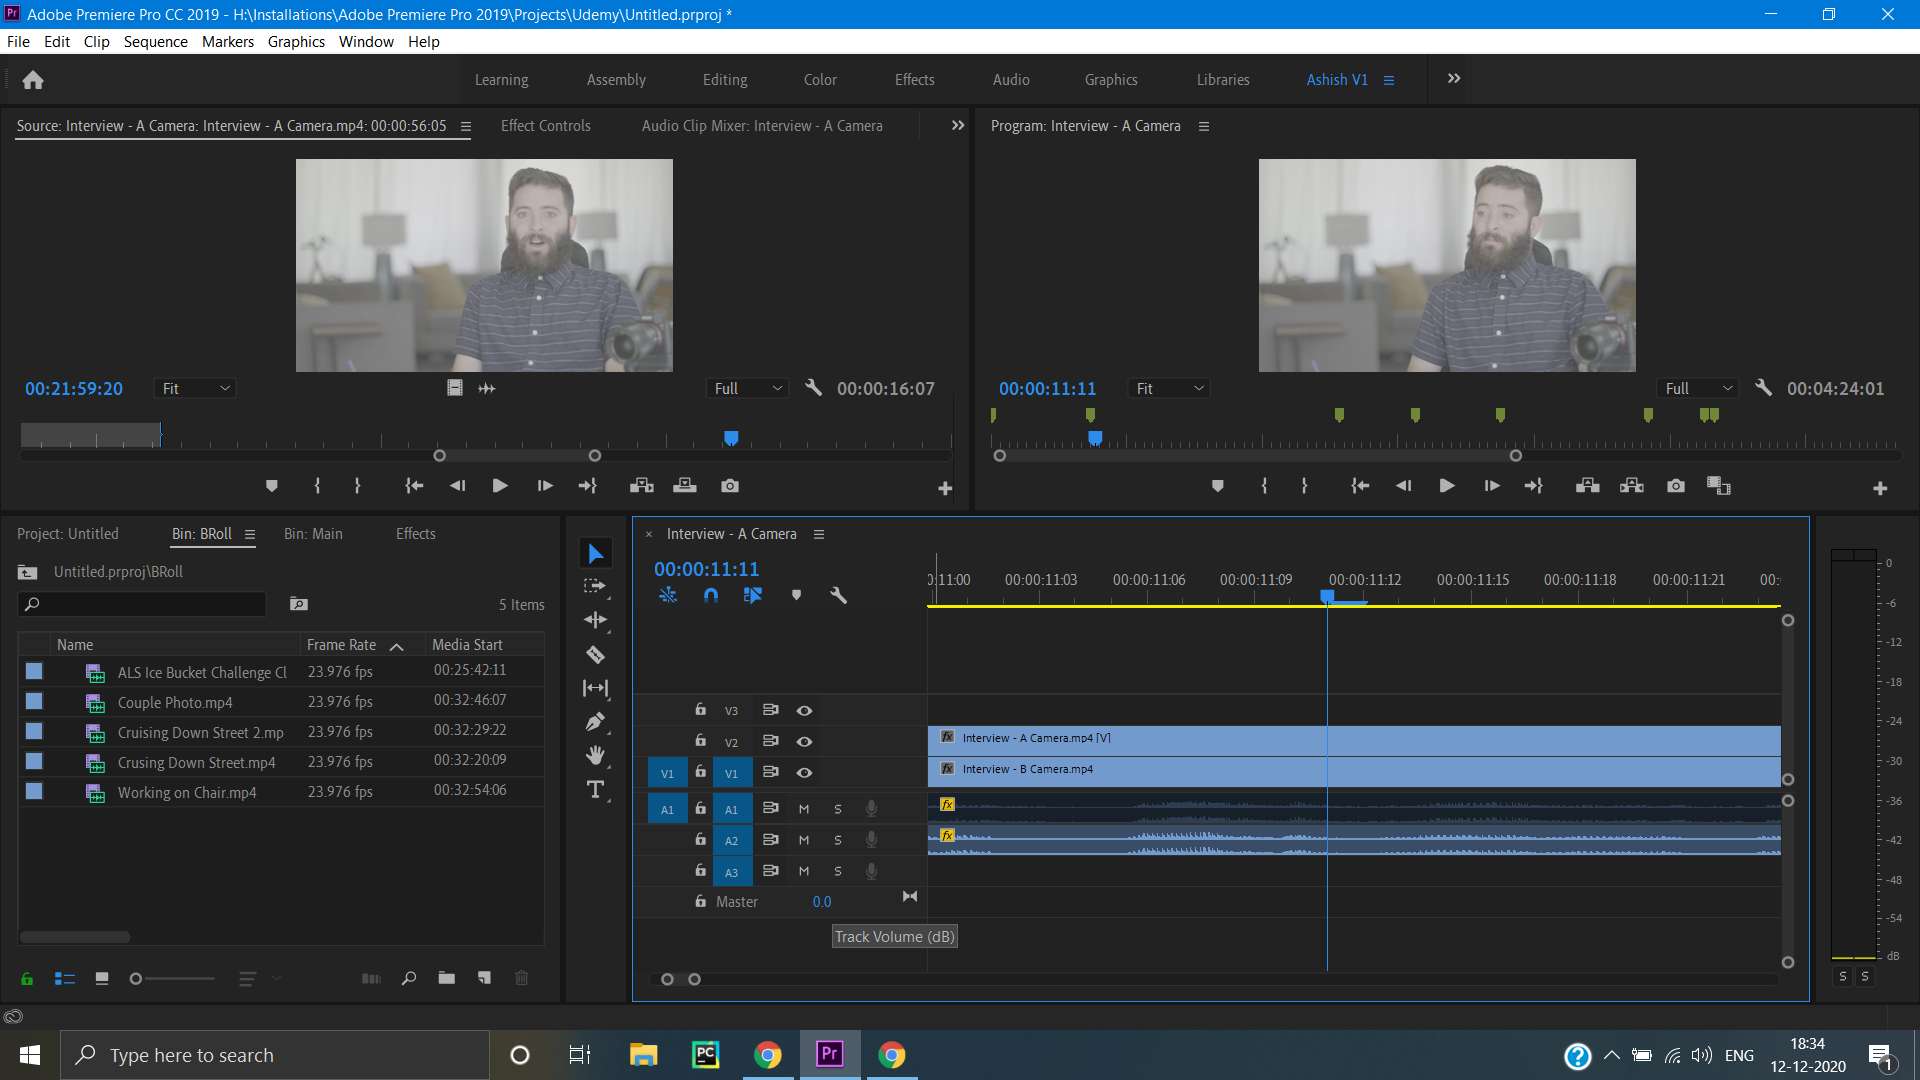 Pr Adobe Premiere Pro CC 2019 - H:\Installations\Adobe Premiere Pro 2019\Projects\Udemy\Untitled.prproj *
File Edit Clip Sequence Markers Graphics Window Help
Learning Assembly Editing Color Effects Audio Graphics Libraries Ashish V1
Source: Interview - A Camera: Interview - A Camera.mp4: 00:00:56:05 Effect Controls Audio Clip Mixer: Interview - A Camera
Program: Interview - A Camera
00:21:59:20 Fit Full 00:00:16:07
00:00:11:11 Fit Full 00:04:24:01
Project: Untitled Bin: BRoll Bin: Main Effects
Untitled.prproj\BRoll
5 Items
Name Frame Rate Media Start
ALS Ice Bucket Challenge Cl 23.976 fps 00:25:42:11
Couple Photo.mp4 23.976 fps 00:32:46:07
Cruising Down Street 2.mp 23.976 fps 00:32:29:22
Crusing Down Street.mp4 23.976 fps 00:32:20:09
Working on Chair.mp4 23.976 fps 00:32:54:06
T
× Interview - A Camera
00:00:11:11
0:11:00 00:00:11:03 00:00:11:06 00:00:11:09 00:00:11:12 00:00:11:15 00:00:11:18 00:00:11:21 00:
V3
V2 fx Interview - A Camera.mp4 [V]
V1 V1 fx Interview - B Camera.mp4
A1 A1 M S fx
A2 M S fx
A3 M S
Master 0.0
Track Volume (dB)
0
-6
-12
-18
-24
-30
-36
-42
-48
-54
dB
S S
Type here to search
PC
Pr
ENG
18:34
12-12-2020
1